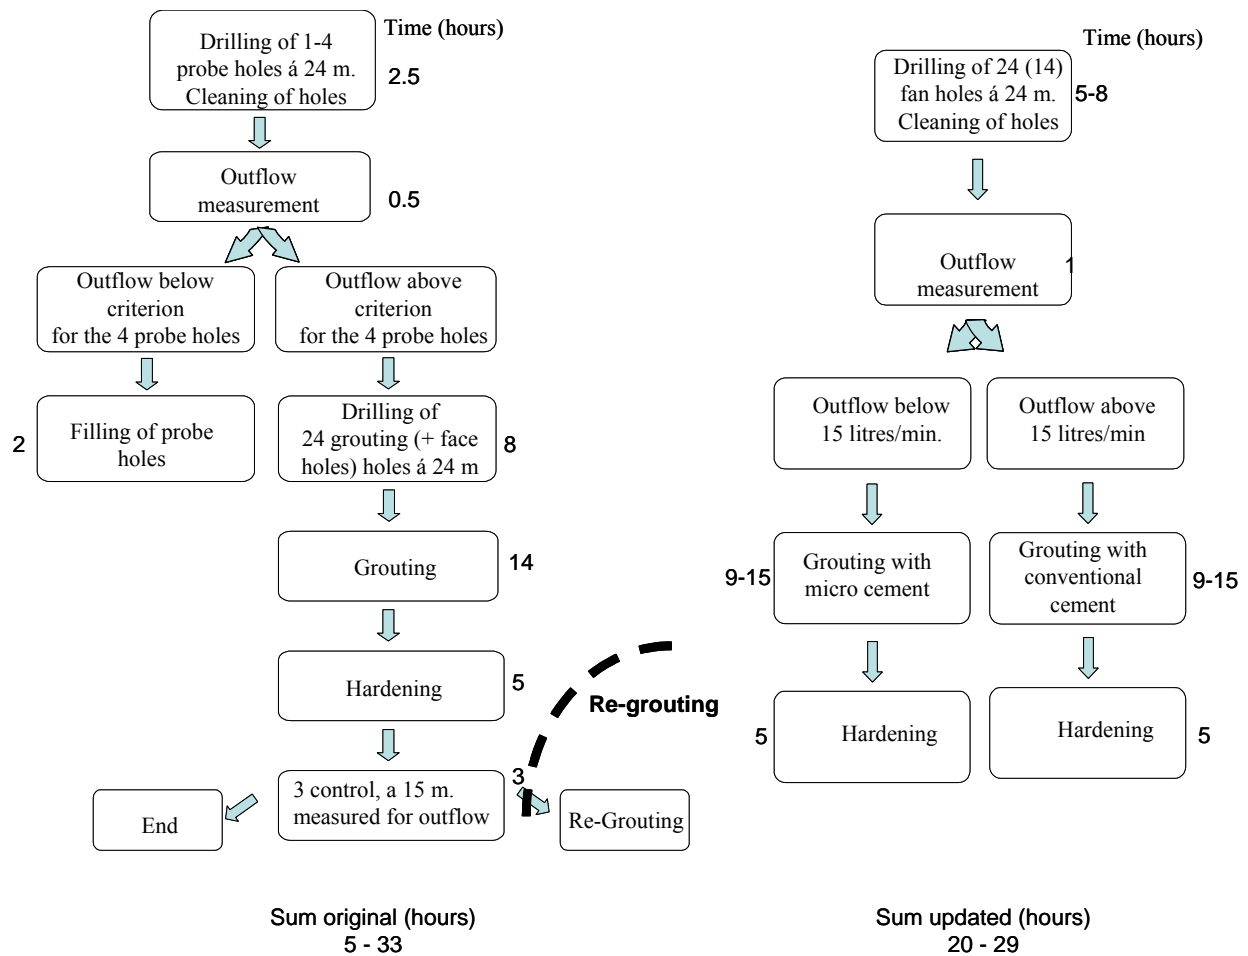 Time (hours)
Drilling of 1-4
probe holes á 24 m.
Cleaning of holes
2.5
Outflow
measurement
0.5
Outflow below
criterion
for the 4 probe holes
Outflow above
criterion
for the 4 probe holes
2
Filling of probe
holes
Drilling of
24 grouting (+ face
holes) holes á 24 m
8
Grouting
14
Hardening
5
Re-grouting
3 control, a 15 m.
measured for outflow
3
End
Re-Grouting
Sum original (hours)
5 - 33
Time (hours)
Drilling of 24 (14)
fan holes á 24 m.
Cleaning of holes
5-8
Outflow
measurement
1
Outflow below
15 litres/min.
Outflow above
15 litres/min
9-15
Grouting with
micro cement
Grouting with
conventional
cement
9-15
5
Hardening
Hardening
5
Sum updated (hours)
20 - 29